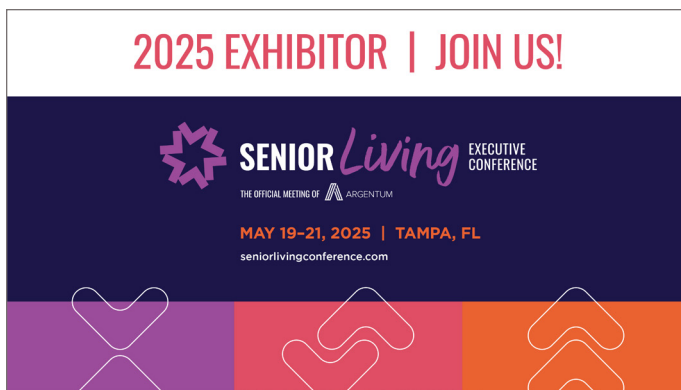 2025 EXHIBITOR | JOIN US!
SENIOR Living EXECUTIVE CONFERENCE
THE OFFICIAL MEETING OF ARGENTUM
MAY 19–21, 2025 | TAMPA, FL
seniorlivingconference.com